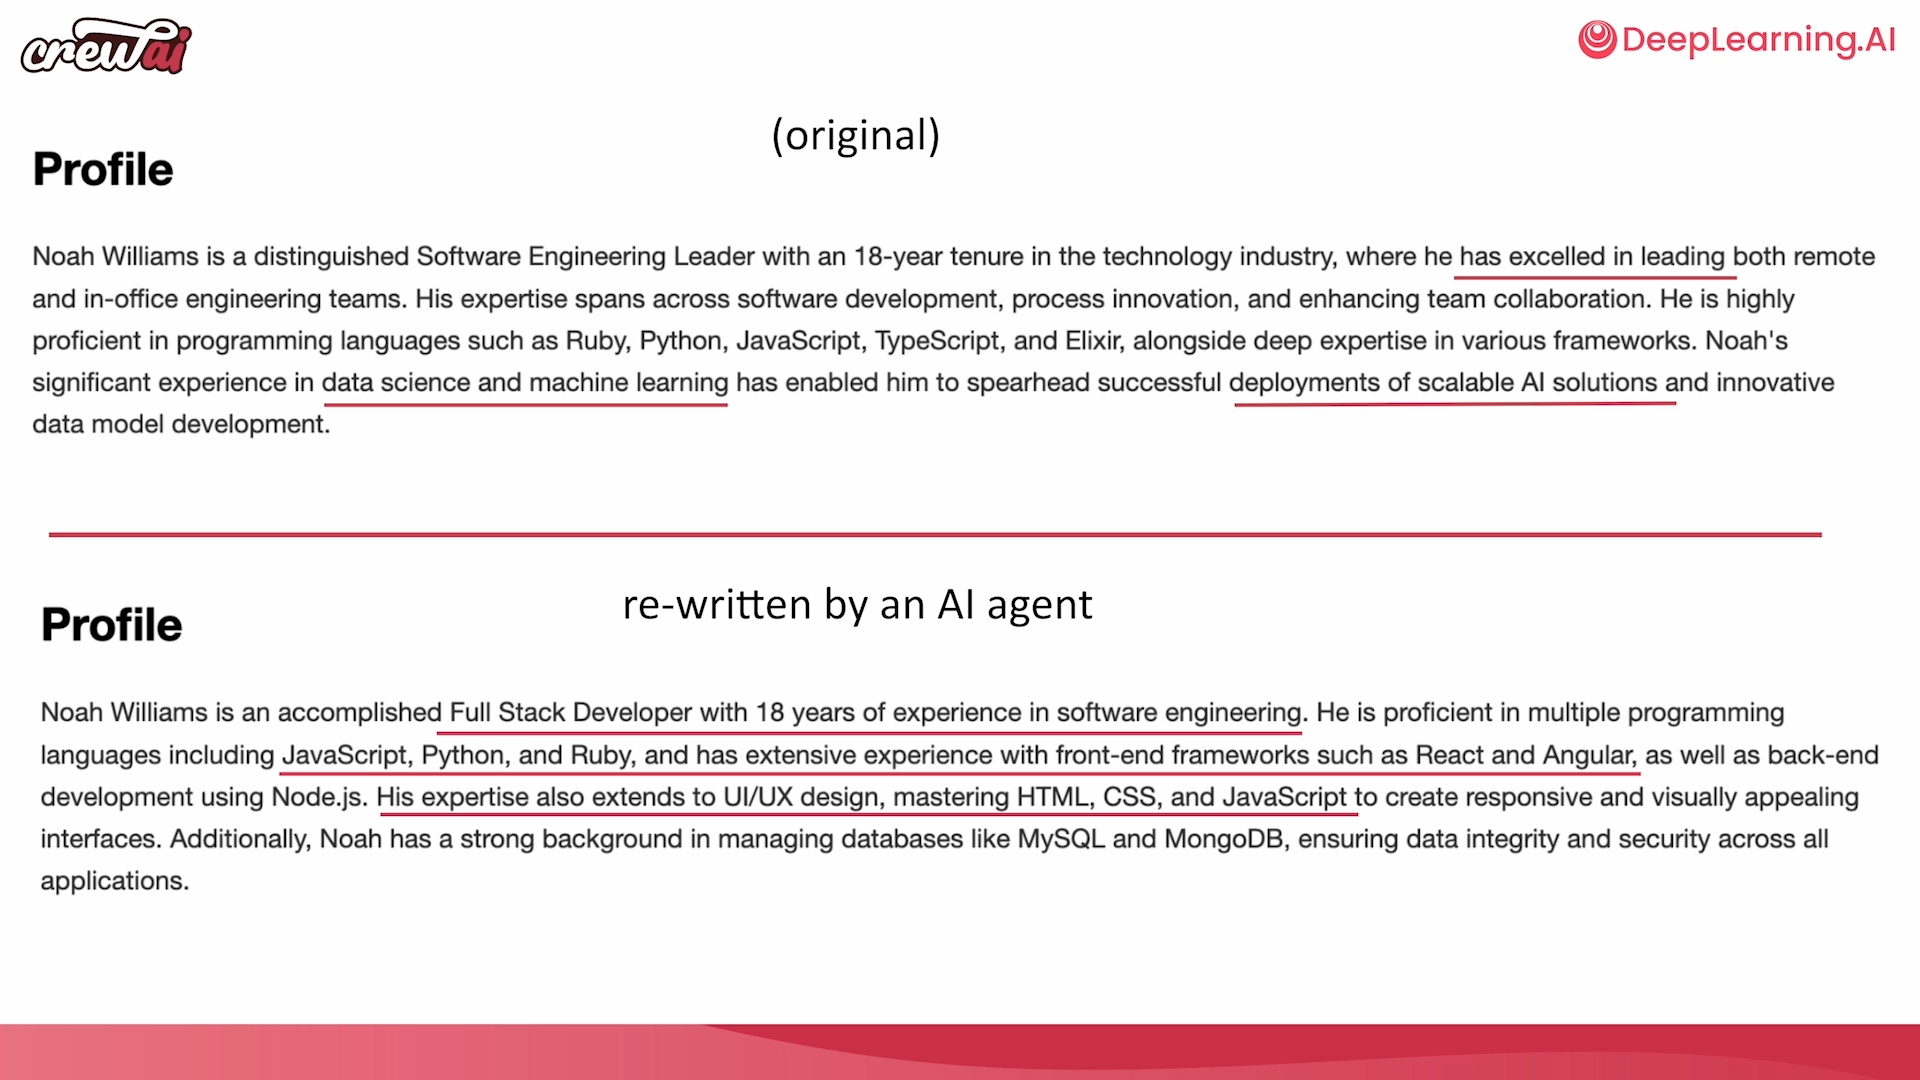 crewai
DeepLearning.AI
(original)
Profile
Noah Williams is a distinguished Software Engineering Leader with an 18-year tenure in the technology industry, where he has excelled in leading both remote
and in-office engineering teams. His expertise spans across software development, process innovation, and enhancing team collaboration. He is highly
proficient in programming languages such as Ruby, Python, JavaScript, TypeScript, and Elixir, alongside deep expertise in various frameworks. Noah's
significant experience in data science and machine learning has enabled him to spearhead successful deployments of scalable AI solutions and innovative
data model development.
re-written by an AI agent
Profile
Noah Williams is an accomplished Full Stack Developer with 18 years of experience in software engineering. He is proficient in multiple programming
languages including JavaScript, Python, and Ruby, and has extensive experience with front-end frameworks such as React and Angular, as well as back-end
development using Node.js. His expertise also extends to UI/UX design, mastering HTML, CSS, and JavaScript to create responsive and visually appealing
interfaces. Additionally, Noah has a strong background in managing databases like MySQL and MongoDB, ensuring data integrity and security across all
applications.